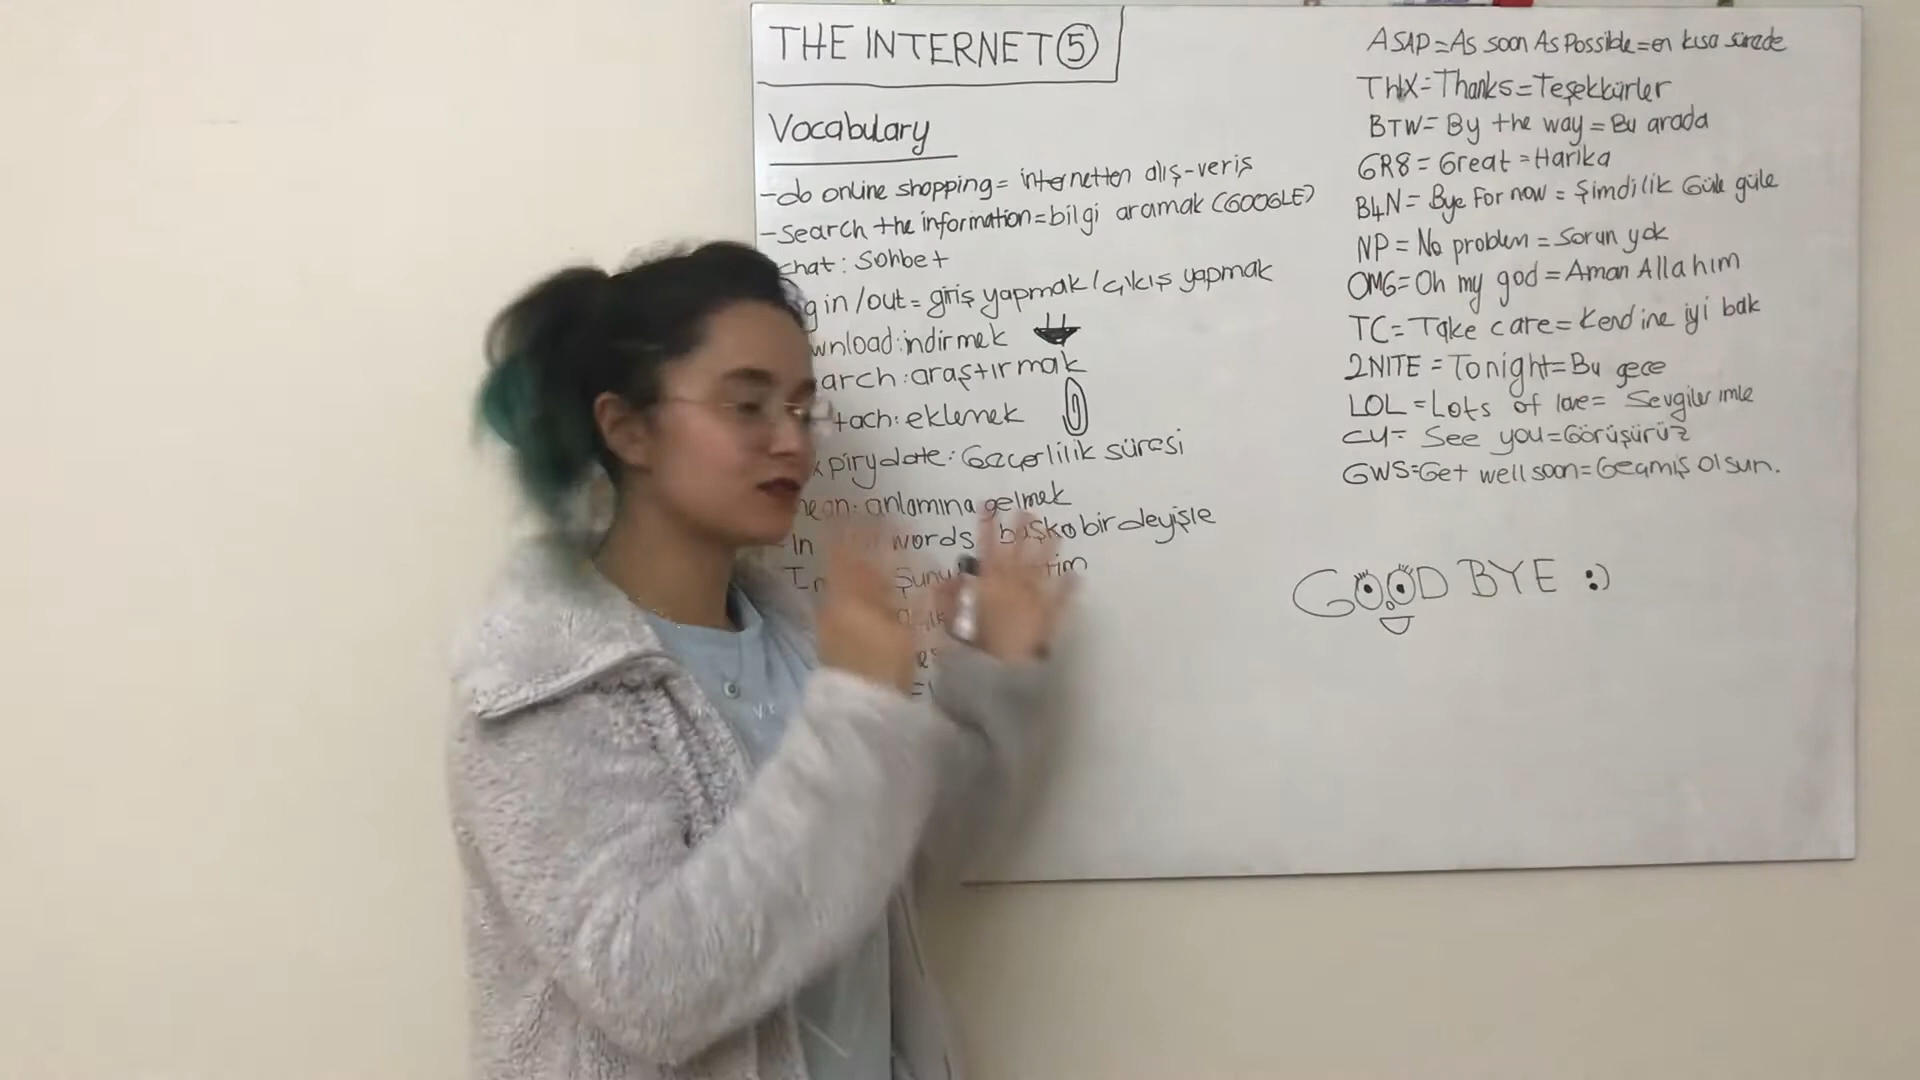 THE INTERNET 5
Vocabulary
-do online shopping= internetten alış-veriş
-Search the information=bilgi aramak (GOOGLE)
chat: Sohbet
g in/out= giriş yapmak/çıkış yapmak
wnload:indirmek
arch:araştırmak
tach: eklemek
xpirydate: Geçerlilik süresi
mean: anlamına gelmek
-In words başka bir deyişle
ASAP=As soon As Possible=en kısa sürede
THX=Thanks=Teşekkürler
BTW= By the way = Bu arada
GR8 = Great =Harika
B4N= Bye For now = Şimdilik Güle güle
NP = No problem = Sorun yok
OMG=Oh my god=Aman Allahım
TC= Take care= Kendine iyi bak
2NITE = Tonight=Bu gece
LOL =Lots of love= Sevgilerimle
CU= See you=Görüşürüz
GWS=Get well soon=Geçmiş Olsun.
GOOD BYE :)